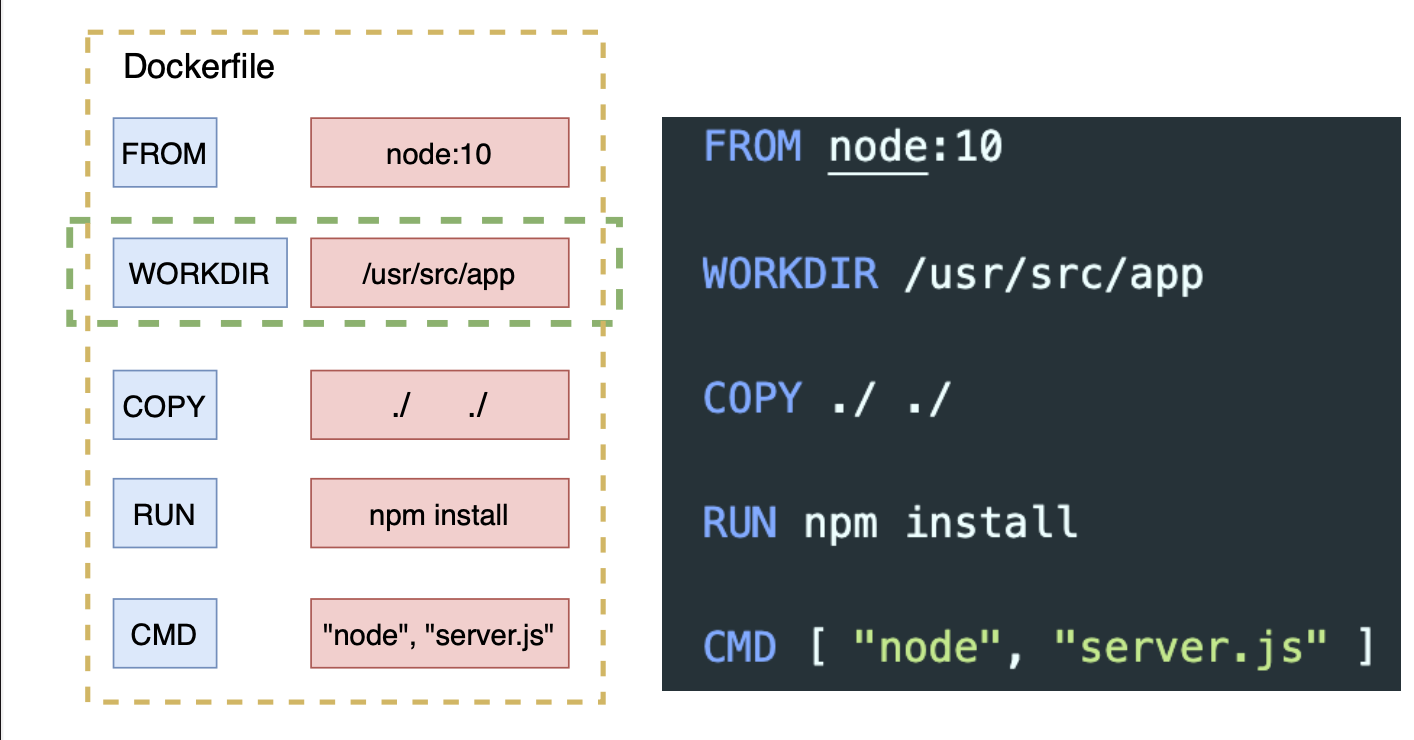 Dockerfile
FROM node:10
WORKDIR /usr/src/app
COPY ./ ./
RUN npm install
CMD "node", "server.js"
FROM node:10
WORKDIR /usr/src/app
COPY ./ ./
RUN npm install
CMD [ "node", "server.js" ]